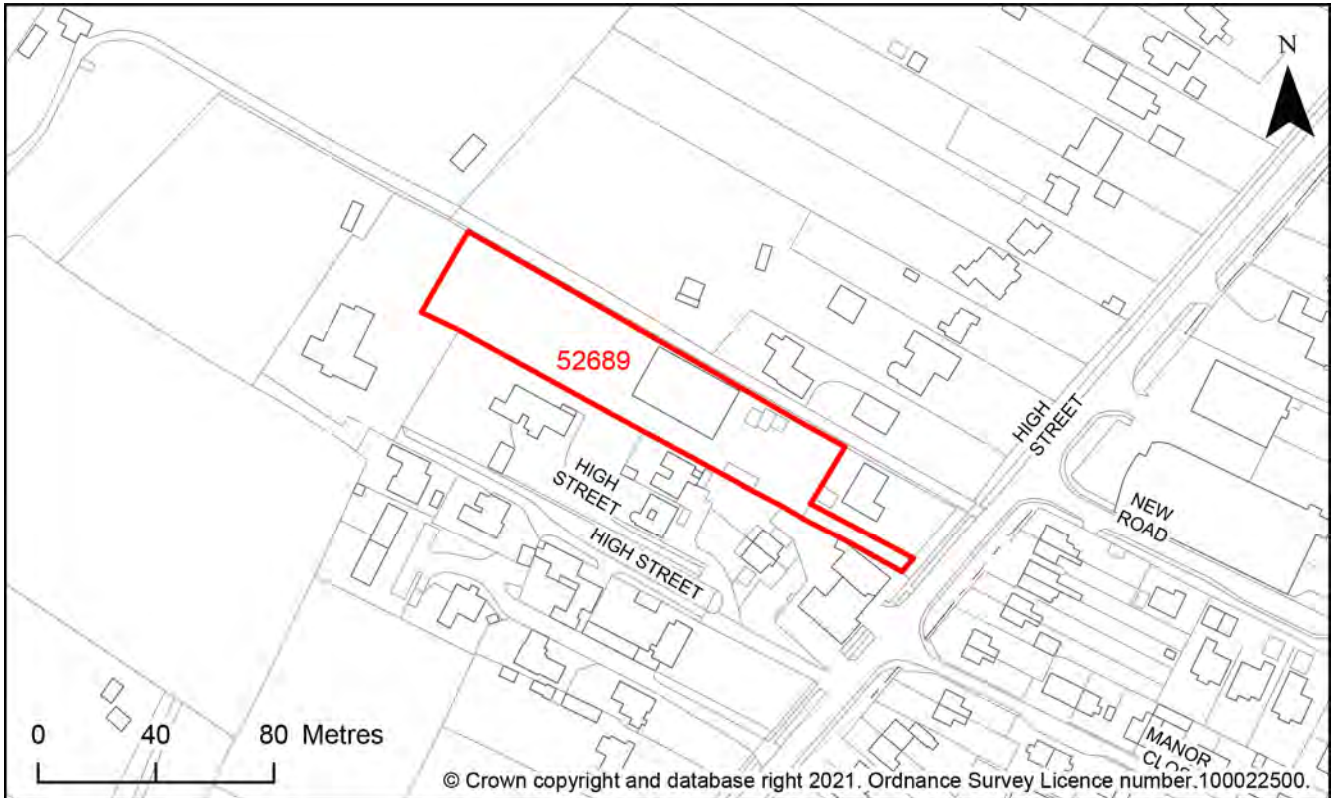 N
52689
HIGH
STREET
HIGH
STREET
HIGH STREET
NEW
ROAD
MANOR
CLOS
0 40 80 Metres
© Crown copyright and database right 2021. Ordnance Survey Licence number.100022500.